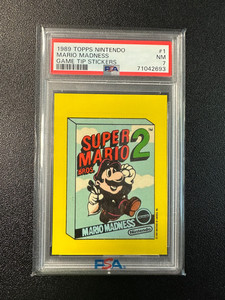 1989 TOPPS NINTENDO #1
MARIO MADNESS NM
GAME TIP STICKERS 7
PSA 71042693
SUPER
MARIO 2
BROS.
TM
MARIO MADNESS
Nintendo
PSA